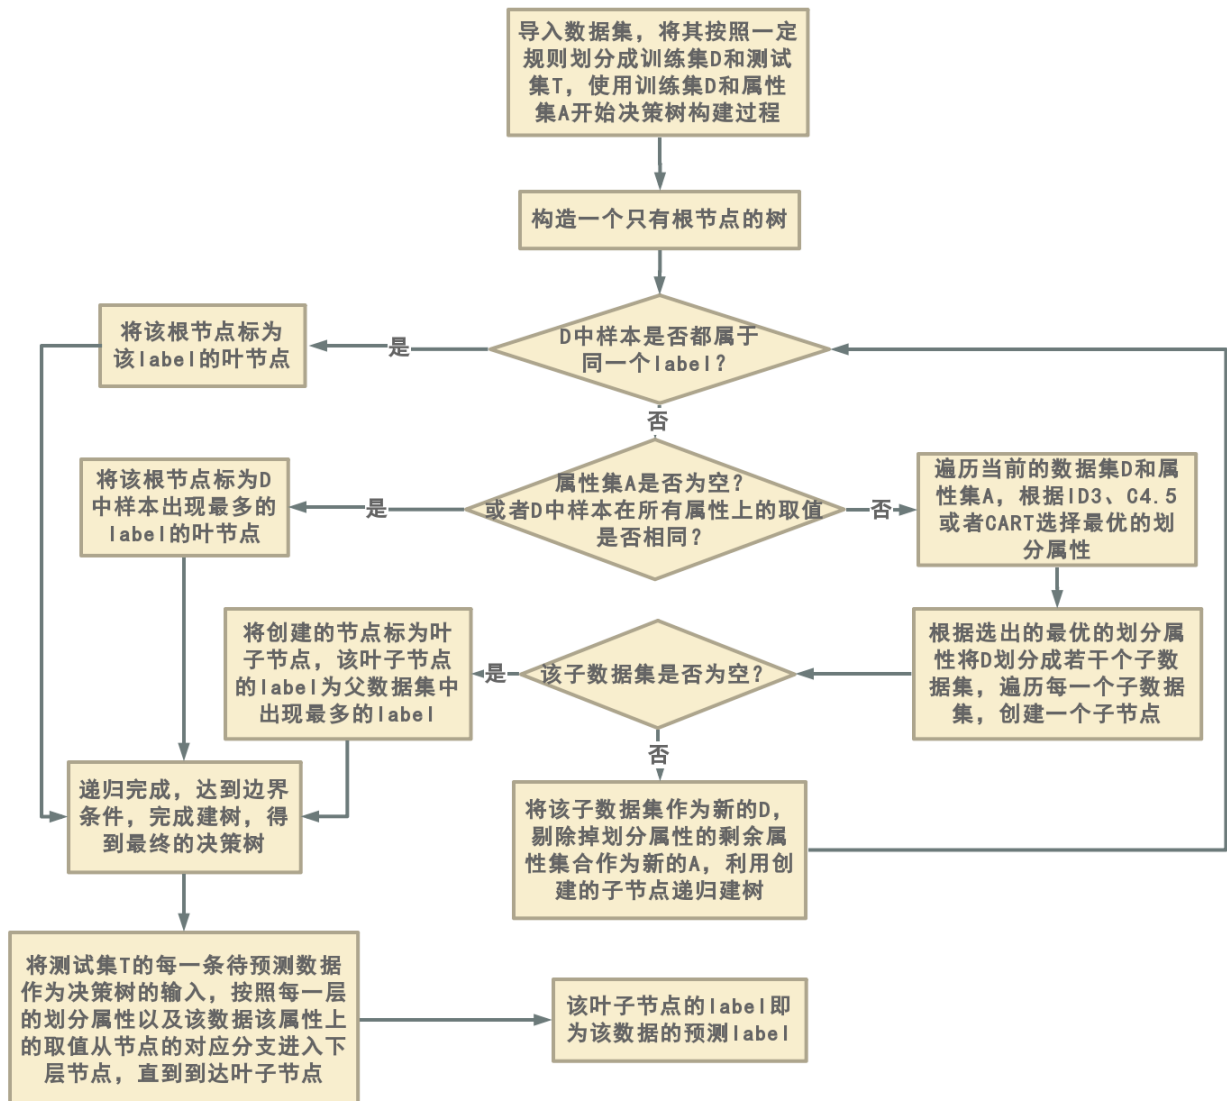 导入数据集，将其按照一定
规则划分成训练集D和测试
集T，使用训练集D和属性
集A开始决策树构建过程
构造一个只有根节点的树
D中样本是否都属于
同一个label？
是
将该根节点标为
该label的叶节点
否
属性集A是否为空？
或者D中样本在所有属性上的取值
是否相同？
是
将该根节点标为D
中样本出现最多的
label的叶节点
否
遍历当前的数据集D和属
性集A，根据ID3、C4.5
或者CART选择最优的划
分属性
根据选出的最优的划分属
性将D划分成若干个子数
据集，遍历每一个子数据
集，创建一个子节点
该子数据集是否为空？
是
将创建的节点标为叶
子节点，该叶子节点
的label为父数据集中
出现最多的label
否
将该子数据集作为新的D，
剔除掉划分属性的剩余属
性集合作为新的A，利用创
建的子节点递归建树
递归完成，达到边界
条件，完成建树，得
到最终的决策树
将测试集T的每一条待预测数据
作为决策树的输入，按照每一层
的划分属性以及该数据该属性上
的取值从节点的对应分支进入下
层节点，直到到达叶子节点
该叶子节点的label即
为该数据的预测label